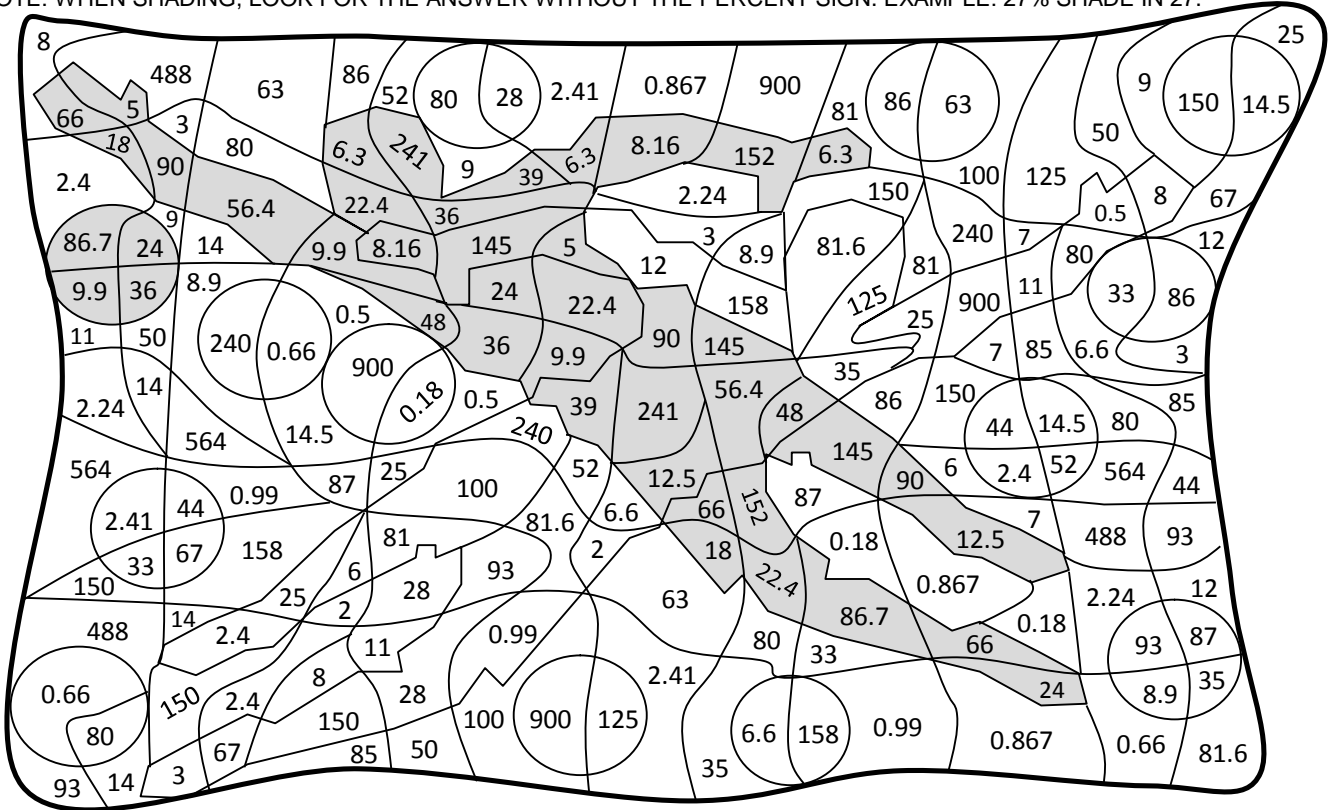 OTE: WHEN SHADING, LOOK FOR THE ANSWER WITHOUT THE PERCENT SIGN. EXAMPLE: 27% SHADE IN 27.
8 488 63 86 52 80 28 2.41 0.867 900 81 86 63 9 150 14.5 25
66 5 3 80 6.3 241 9 39 6.3 8.16 152 6.3 50
18 90 2.4 56.4 22.4 36 2.24 150 100 125 0.5 8 67
86.7 24 9 14 9.9 8.16 145 5 12 3 8.9 81.6 81 240 7 80 12
9.9 36 8.9 0.5 48 24 22.4 158 125 25 900 11 33 86
11 50 240 0.66 900 36 9.9 90 145 35 7 85 6.6 3
2.24 14 564 14.5 0.18 0.5 240 39 241 56.4 48 86 150 44 14.5 80 85
564 2.41 44 0.99 87 25 100 52 12.5 145 90 6 2.4 52 564 44
33 67 158 81 81.6 6.6 66 152 87 0.18 12.5 7 488 93
150 25 6 28 93 2 18 22.4 0.867 2.24 12
488 14 2.4 2 11 0.99 63 80 33 86.7 66 0.18 93 87
0.66 80 150 2.4 8 28 2.41 24 8.9 35
67 150 100 900 125 6.6 158 0.99 0.867 0.66 81.6
93 14 3 85 50 35